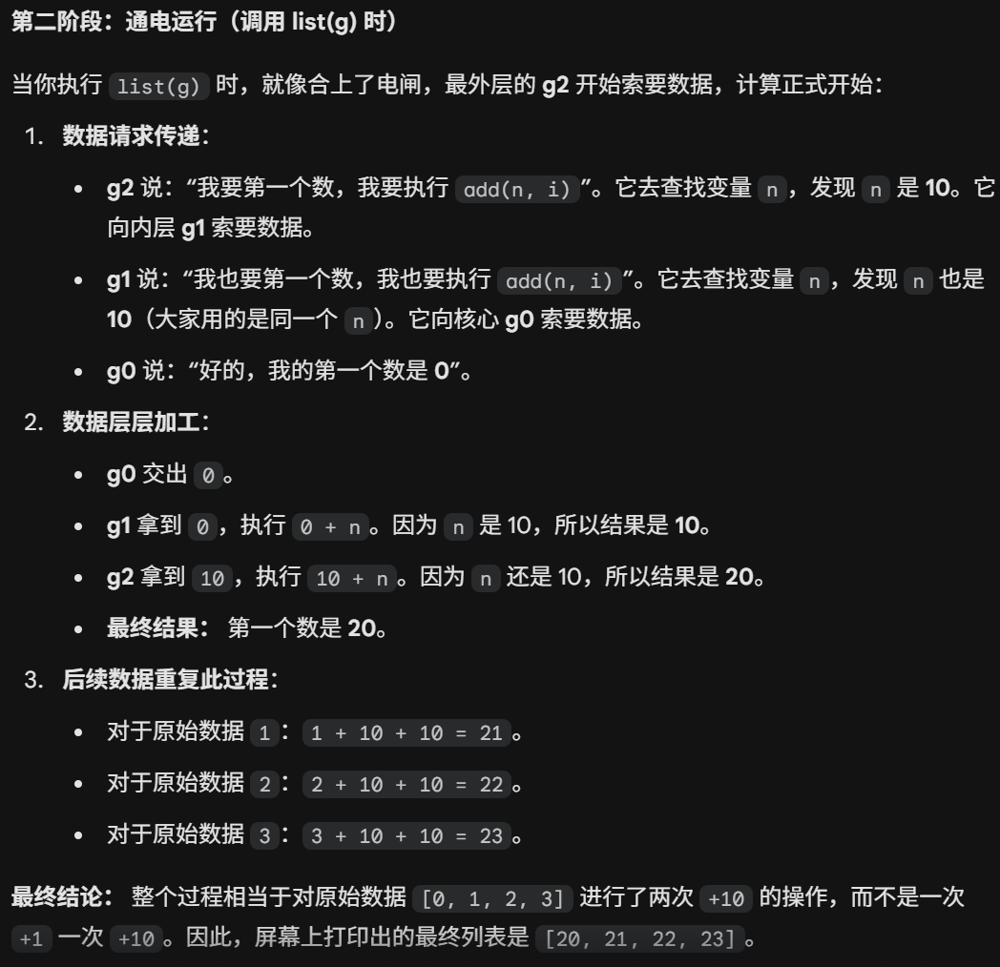 第二阶段：通电运行（调用 list(g) 时）
当你执行 list(g) 时，就像合上了电闸，最外层的 g2 开始索要数据，计算正式开始：
1. 数据请求传递：
• g2 说：“我要第一个数，我要执行 add(n, i)”。它去查找变量 n，发现 n 是 10。它
向内层 g1 索要数据。
• g1 说：“我也要第一个数，我也要执行 add(n, i)”。它去查找变量 n，发现 n 也是
10（大家用的是同一个 n）。它向核心 g0 索要数据。
• g0 说：“好的，我的第一个数是 0”。
2. 数据层层加工：
• g0 交出 0。
• g1 拿到 0，执行 0 + n。因为 n 是 10，所以结果是 10。
• g2 拿到 10，执行 10 + n。因为 n 还是 10，所以结果是 20。
• 最终结果： 第一个数是 20。
3. 后续数据重复此过程：
• 对于原始数据 1：1 + 10 + 10 = 21。
• 对于原始数据 2：2 + 10 + 10 = 22。
• 对于原始数据 3：3 + 10 + 10 = 23。
最终结论： 整个过程相当于对原始数据 [0, 1, 2, 3] 进行了两次 +10 的操作，而不是一次
+1 一次 +10。因此，屏幕上打印出的最终列表是 [20, 21, 22, 23]。